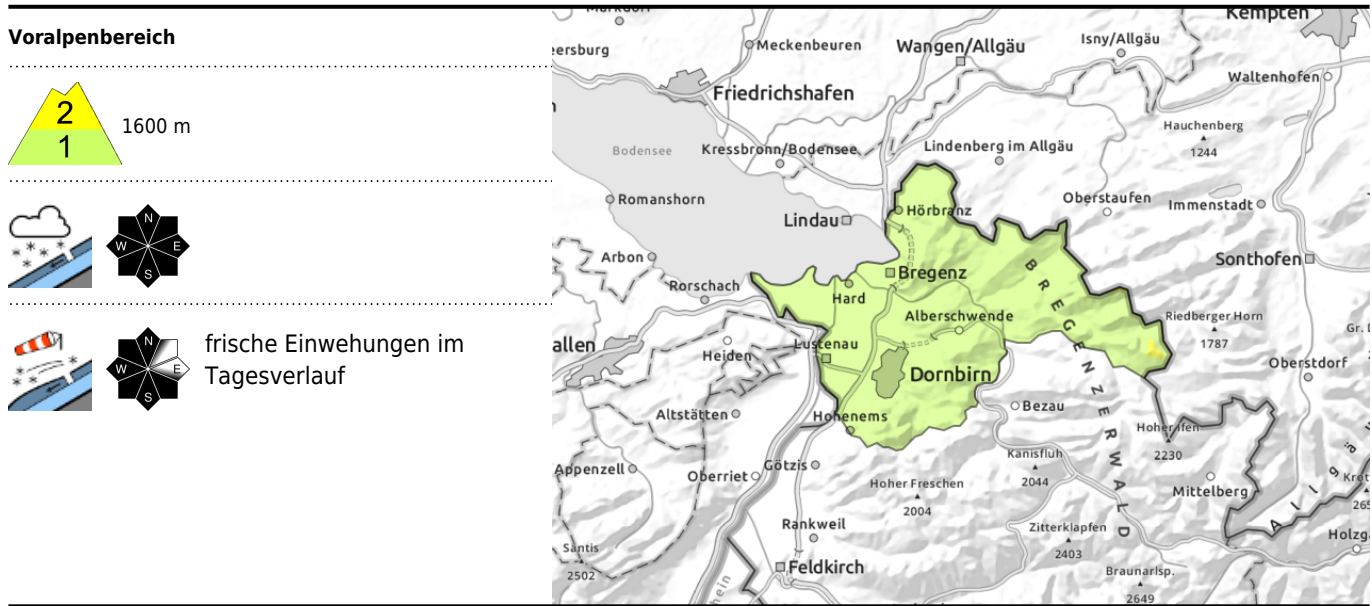 Voralpenbereich
2
1
1600 m
N
W
E
S
N
W
E
S
frische Einwehungen im
Tagesverlauf
Kempten
Meckenbeuren
Wangen/Allgäu
Isny/Allgäu
Waltenhofen
Friedrichshafen
Hauchenberg
1244
Bodensee
Kressbronn/Bodensee
Lindenberg im Allgäu
Romanshorn
Lindau
Hörbranz
Oberstaufen
Immenstadt
Arbon
Sonthofen
Rorschach
Bregenz
Hard
Alberschwende
Riedberger Horn
1787
Lustenau
Heiden
Oberstdorf
Dornbirn
BREGENZERWALD
Altstätten
Hohenems
Bezau
Hoher Ifen
2230
Appenzell
Oberriet
Götzis
Kanisfluh
2044
Hoher Freschen
2004
Mittelberg
Rankweil
Zitterklapfen
2403
Säntis
2502
Feldkirch
Braunarlsp.
2649